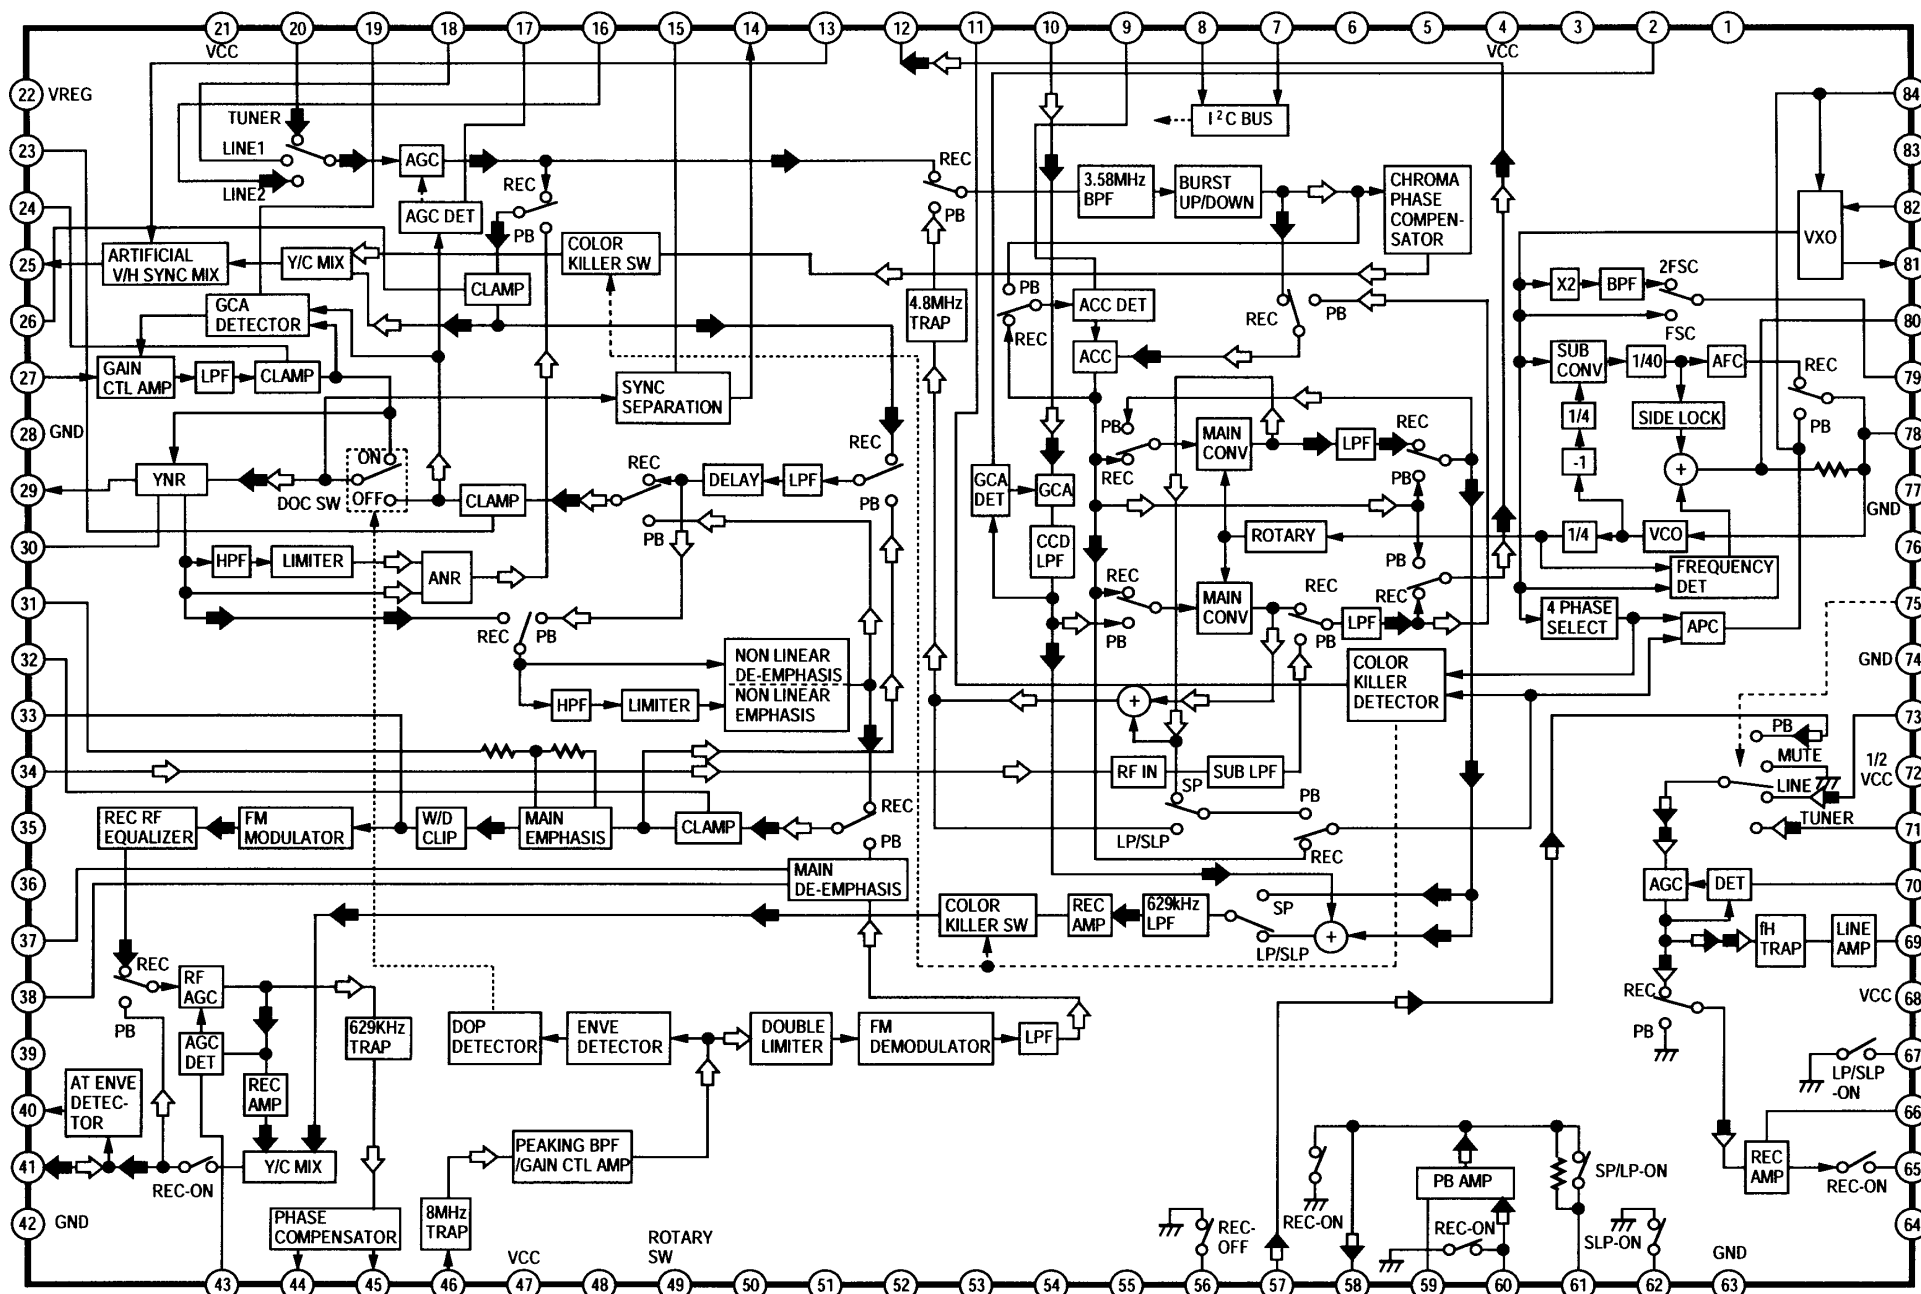 21 20 19 18 17 16 15 14 13 12 11 10 9 8 7 6 5 4 3 2 1
VCC
VCC
22 VREG
84
TUNER
I²C BUS
23
LINE1
AGC
REC
83
LINE2
REC
3.58MHz
BPF
BURST
UP/DOWN
CHROMA
PHASE
COMPEN-
SATOR
24
AGC DET
PB
PB
VXO
82
25
ARTIFICIAL
V/H SYNC MIX
Y/C MIX
COLOR
KILLER SW
81
CLAMP
4.8MHz
TRAP
PB
ACC DET
REC
PB
X2
BPF
2FSC
26
GCA
DETECTOR
REC
FSC
80
27
GAIN
CTL AMP
LPF
CLAMP
SYNC
SEPARATION
ACC
SUB
CONV
1/40
AFC
REC
79
28 GND
REC
PB
REC
MAIN
CONV
LPF
REC
PB
1/4
SIDE LOCK
PB
78
29
YNR
ON
OFF
DOC SW
CLAMP
REC
DELAY
LPF
PB
GCA
DET
GCA
-1
+
77
GND
30
PB
CCD
LPF
ROTARY
1/4
VCO
76
HPF
LIMITER
ANR
REC
PB
MAIN
CONV
REC
PB
LPF
PB
REC
FREQUENCY
DET
31
REC
PB
4 PHASE
SELECT
APC
75
32
NON LINEAR
DE-EMPHASIS
NON LINEAR
EMPHASIS
COLOR
KILLER
DETECTOR
GND
74
HPF
LIMITER
+
33
PB
73
34
RF IN
SUB LPF
MUTE
1/2
VCC
72
LINE
35
REC RF
EQUALIZER
FM
MODULATOR
W/D
CLIP
MAIN
EMPHASIS
CLAMP
REC
PB
SP
LP/SLP
PB
REC
TUNER
71
36
MAIN
DE-EMPHASIS
AGC
DET
70
37
COLOR
KILLER SW
REC
AMP
629kHz
LPF
SP
LP/SLP
+
fH
TRAP
LINE
AMP
69
38
REC
PB
RF
AGC
REC
PB
VCC
68
39
AGC
DET
629KHz
TRAP
DOP
DETECTOR
ENVE
DETECTOR
DOUBLE
LIMITER
FM
DEMODULATOR
LPF
67
LP/SLP
-ON
40
AT ENVE
DETEC-
TOR
REC
AMP
66
41
REC-ON
Y/C MIX
PEAKING BPF
/GAIN CTL AMP
PB AMP
SP/LP-ON
REC
AMP
REC-ON
65
42 GND
PHASE
COMPENSATOR
8MHz
TRAP
VCC
ROTARY
SW
REC-
OFF
REC-ON
REC-ON
SLP-ON
GND
64
43 44 45 46 47 48 49 50 51 52 53 54 55 56 57 58 59 60 61 62 63